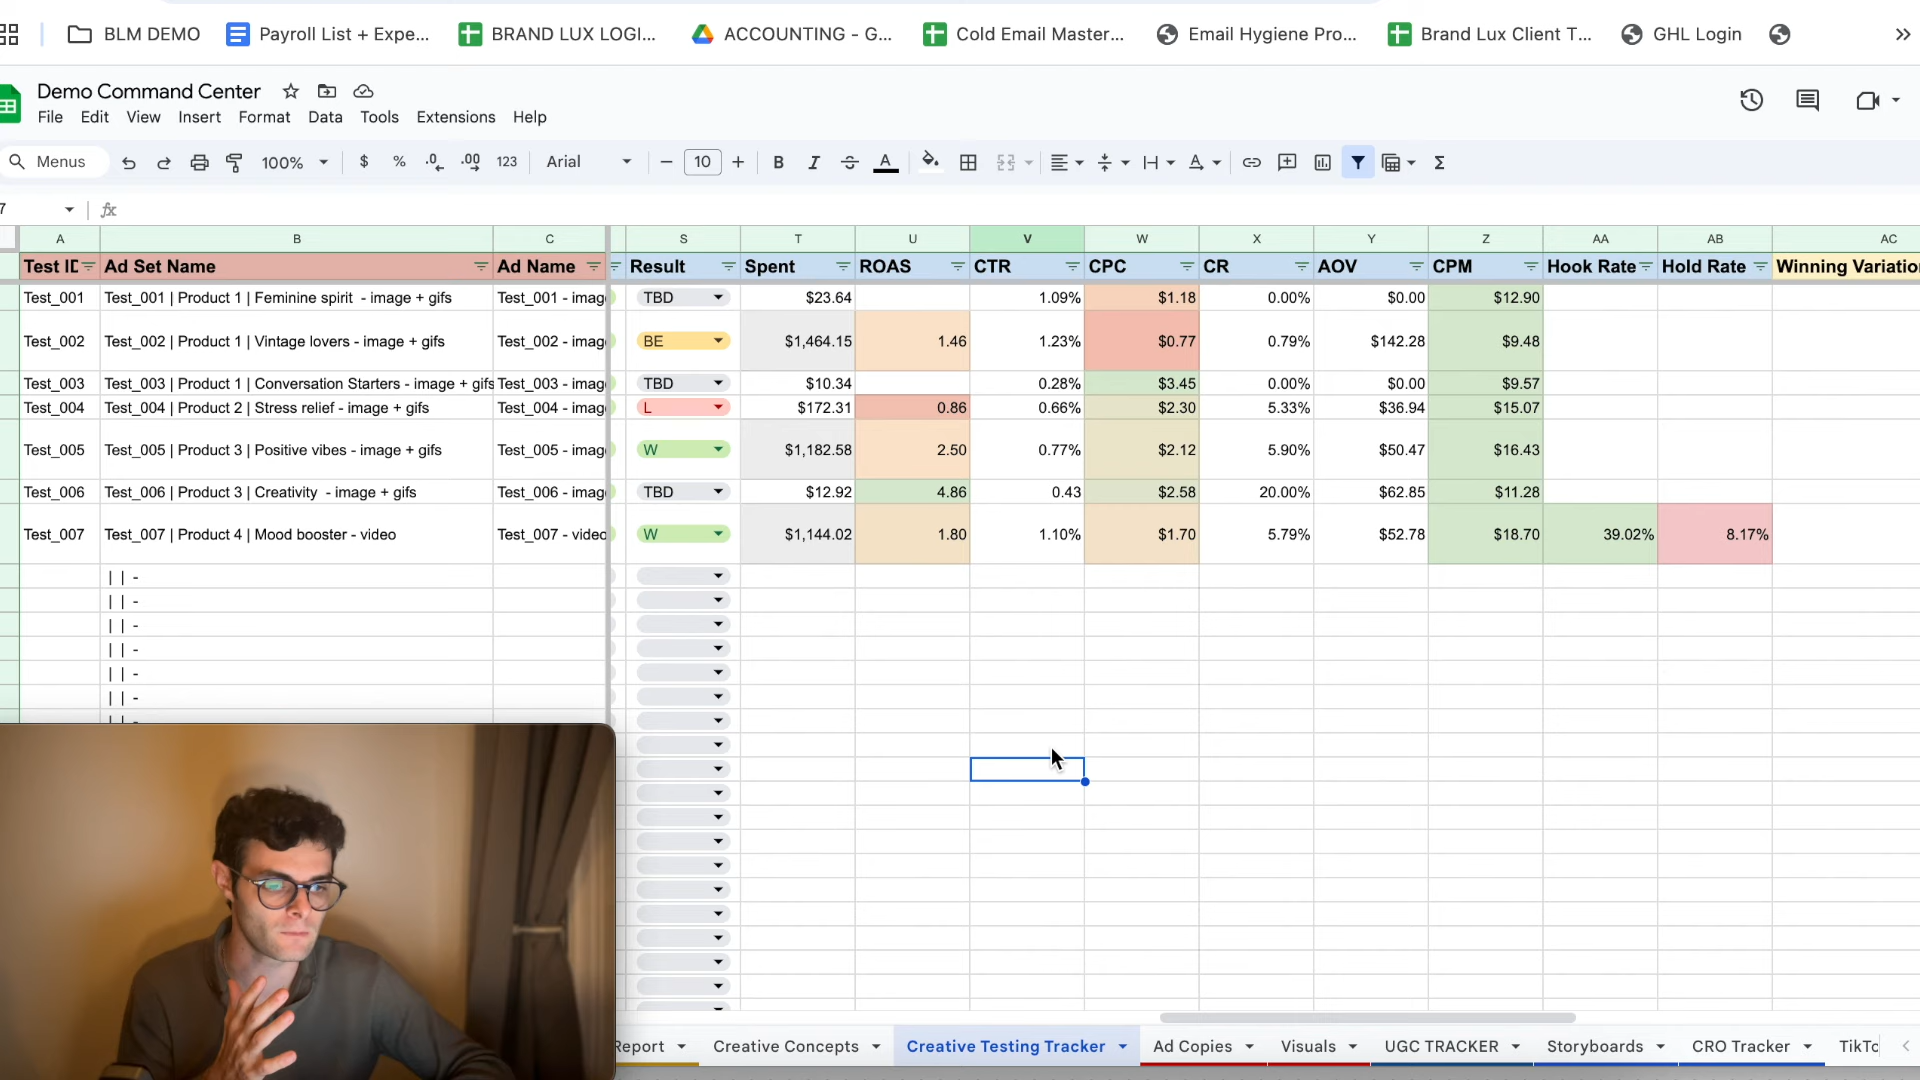 BLM DEMO Payroll List + Expe... BRAND LUX LOGI... ACCOUNTING - G... Cold Email Master... Email Hygiene Pro... Brand Lux Client T... GHL Login
Demo Command Center
File Edit View Insert Format Data Tools Extensions Help
Menus 100% $ % .0 .00 123 Arial 10 B I A Σ
7 fx
A B C S T U V W X Y Z AA AB AC
Test ID Ad Set Name Ad Name Result Spent ROAS CTR CPC CR AOV CPM Hook Rate Hold Rate Winning Variation
Test_001 Test_001 | Product 1 | Feminine spirit - image + gifs Test_001 - imag TBD $23.64 1.09% $1.18 0.00% $0.00 $12.90
Test_002 Test_002 | Product 1 | Vintage lovers - image + gifs Test_002 - imag BE $1,464.15 1.46 1.23% $0.77 0.79% $142.28 $9.48
Test_003 Test_003 | Product 1 | Conversation Starters - image + gifs Test_003 - imag TBD $10.34 0.28% $3.45 0.00% $0.00 $9.57
Test_004 Test_004 | Product 2 | Stress relief - image + gifs Test_004 - imag L $172.31 0.86 0.66% $2.30 5.33% $36.94 $15.07
Test_005 Test_005 | Product 3 | Positive vibes - image + gifs Test_005 - imag W $1,182.58 2.50 0.77% $2.12 5.90% $50.47 $16.43
Test_006 Test_006 | Product 3 | Creativity - image + gifs Test_006 - imag TBD $12.92 4.86 0.43 $2.58 20.00% $62.85 $11.28
Test_007 Test_007 | Product 4 | Mood booster - video Test_007 - video W $1,144.02 1.80 1.10% $1.70 5.79% $52.78 $18.70 39.02% 8.17%
| | -
| | -
| | -
| | -
| | -
| | -
| | -
Report Creative Concepts Creative Testing Tracker Ad Copies Visuals UGC TRACKER Storyboards CRO Tracker TikTo